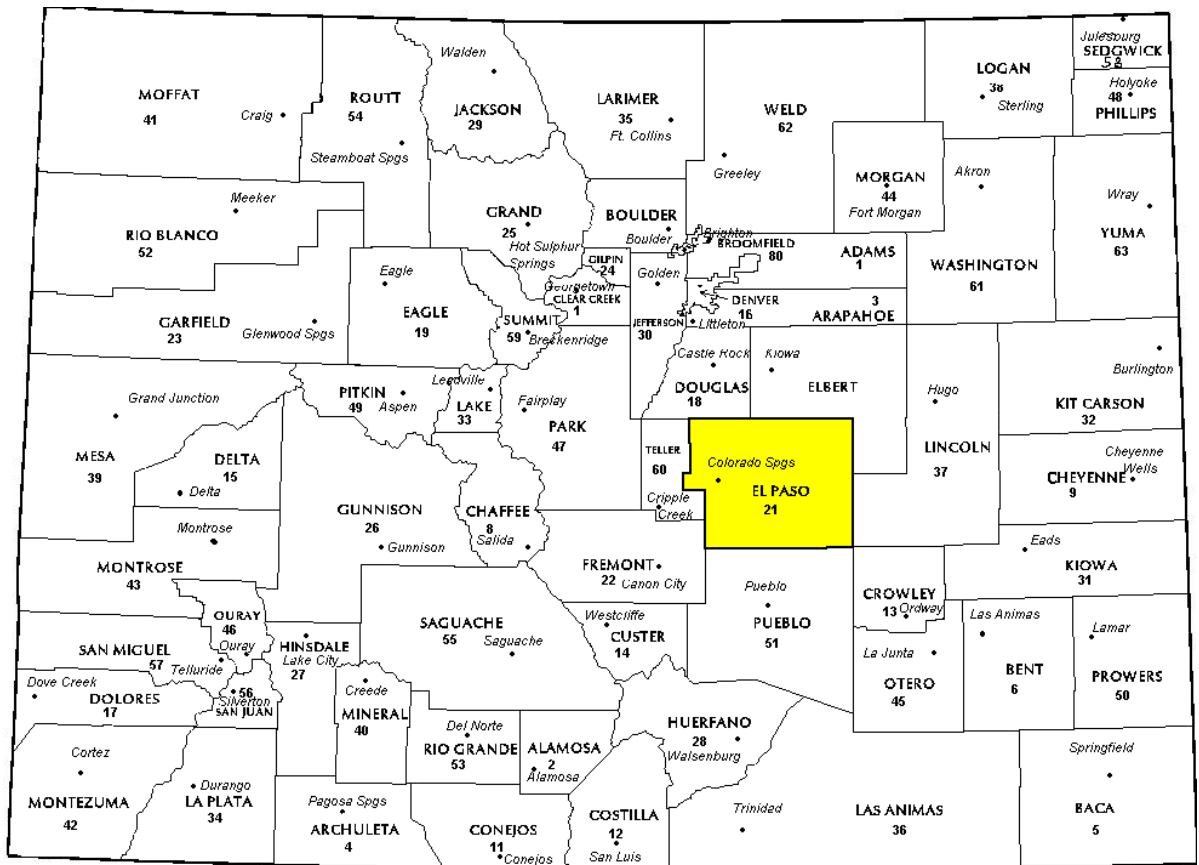 Julesburg
SEDGWICK
58
Walden
LOGAN
38
Sterling
Holyoke
48
PHILLIPS
MOFFAT
41
Craig
ROUTT
54
Steamboat Spgs
JACKSON
29
LARIMER
35
Ft. Collins
WELD
62
Greeley
MORGAN
44
Fort Morgan
Akron
Wray
YUMA
63
Meeker
RIO BLANCO
52
GRAND
25
Hot Sulphur
Springs
BOULDER
Boulder
Brighton
BROOMFIELD
80
ADAMS
1
WASHINGTON
61
GILPIN
24
Golden
Georgetown
CLEAR CREEK
1
Eagle
EAGLE
19
GARFIELD
23
Glenwood Spgs
SUMMIT
59
Breckenridge
JEFFERSON
30
DENVER
16
Littleton
3
ARAPAHOE
Castle Rock
DOUGLAS
18
Kiowa
ELBERT
Hugo
LINCOLN
37
Burlington
KIT CARSON
32
Grand Junction
MESA
39
PITKIN
49
Aspen
Leadville
LAKE
33
Fairplay
PARK
47
TELLER
60
Cripple
Creek
Colorado Spgs
EL PASO
21
Cheyenne
Wells
CHEYENNE
9
DELTA
15
Delta
GUNNISON
26
Gunnison
CHAFFEE
8
Salida
Montrose
MONTROSE
43
FREMONT
22
Canon City
Pueblo
PUEBLO
51
CROWLEY
13
Ordway
Eads
KIOWA
31
OURAY
46
Ouray
SAN MIGUEL
57
Telluride
HINSDALE
Lake City
27
SAGUACHE
55
Saguache
Westcliffe
CUSTER
14
La Junta
OTERO
45
Las Animas
BENT
6
Lamar
PROWERS
50
Dove Creek
DOLORES
17
56
Silverton
SAN JUAN
Creede
MINERAL
40
Del Norte
RIO GRANDE
53
ALAMOSA
2
Alamosa
HUERFANO
28
Walsenburg
Cortez
MONTEZUMA
42
Durango
LA PLATA
34
Pagosa Spgs
ARCHULETA
4
CONEJOS
11
Conejos
COSTILLA
12
San Luis
Trinidad
LAS ANIMAS
36
Springfield
BACA
5